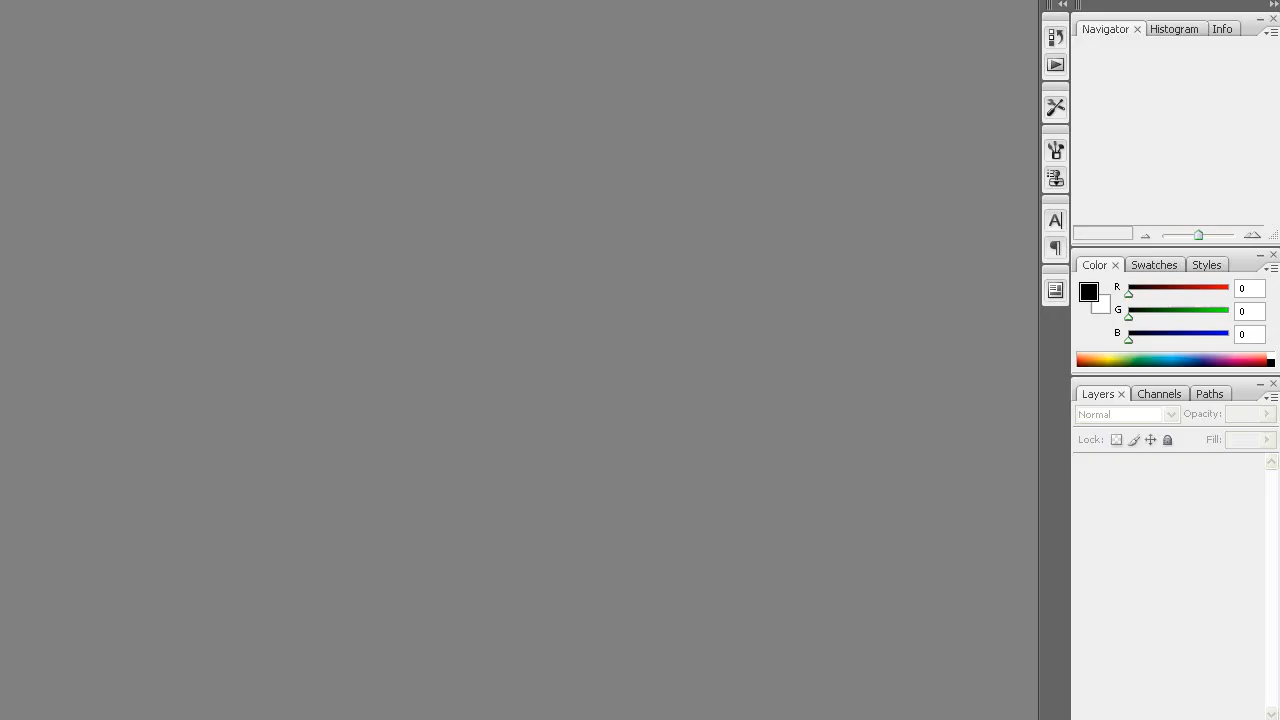 Navigator Histogram Info
Color Swatches Styles
R 0
G 0
B 0
Layers Channels Paths
Normal Opacity:
Lock: Fill: